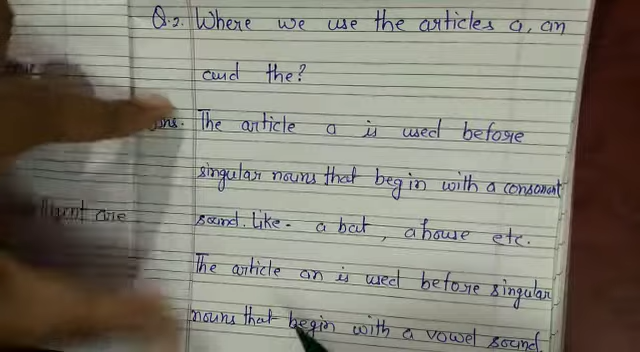 Q.2. Where we use the articles a, an
and the?
Ans. The article a is used before
singular nouns that begin with a consonant
sound. Like - a bat, a house etc.
The article an is used before singular
nouns that begin with a vowel sound
are